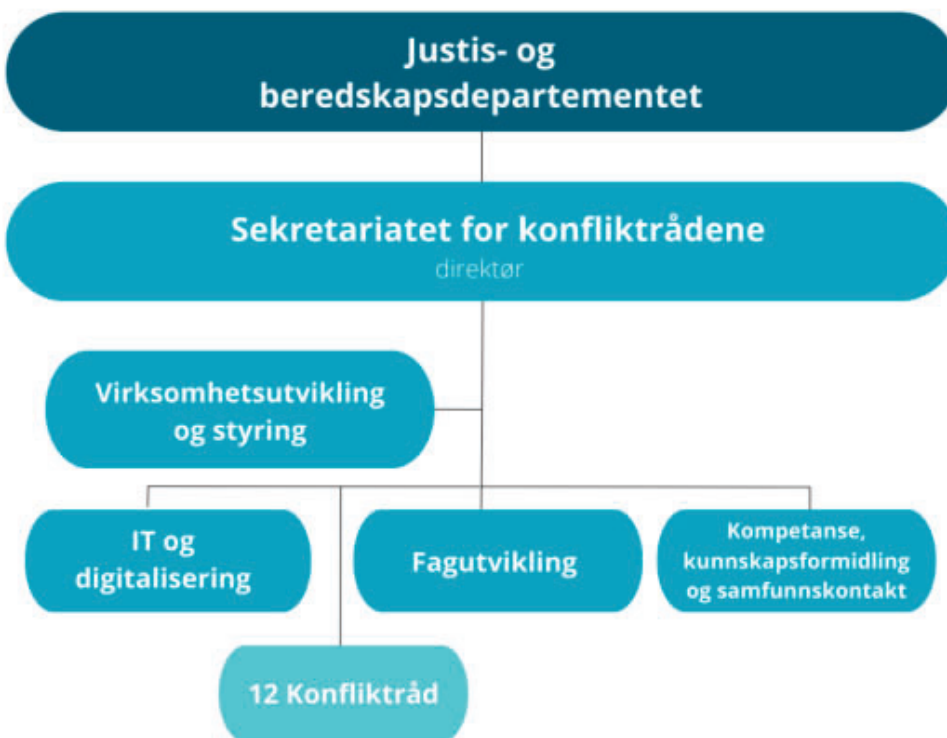 Justis- og
beredskapsdepartementet
Sekretariatet for konfliktrådene
direktør
Virksomhetsutvikling
og styring
IT og
digitalisering
Fagutvikling
Kompetanse,
kunnskapsformidling
og samfunnskontakt
12 Konfliktråd